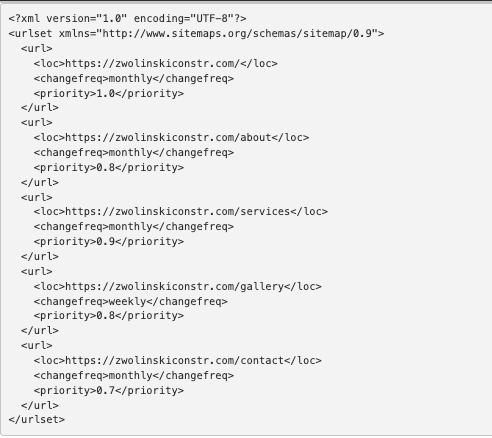 <?xml version="1.0" encoding="UTF-8"?>
<urlset xmlns="http://www.sitemaps.org/schemas/sitemap/0.9">
  <url>
    <loc>https://zwolinskiconstr.com/</loc>
    <changefreq>monthly</changefreq>
    <priority>1.0</priority>
  </url>
  <url>
    <loc>https://zwolinskiconstr.com/about</loc>
    <changefreq>monthly</changefreq>
    <priority>0.8</priority>
  </url>
  <url>
    <loc>https://zwolinskiconstr.com/services</loc>
    <changefreq>monthly</changefreq>
    <priority>0.9</priority>
  </url>
  <url>
    <loc>https://zwolinskiconstr.com/gallery</loc>
    <changefreq>weekly</changefreq>
    <priority>0.8</priority>
  </url>
  <url>
    <loc>https://zwolinskiconstr.com/contact</loc>
    <changefreq>monthly</changefreq>
    <priority>0.7</priority>
  </url>
</urlset>